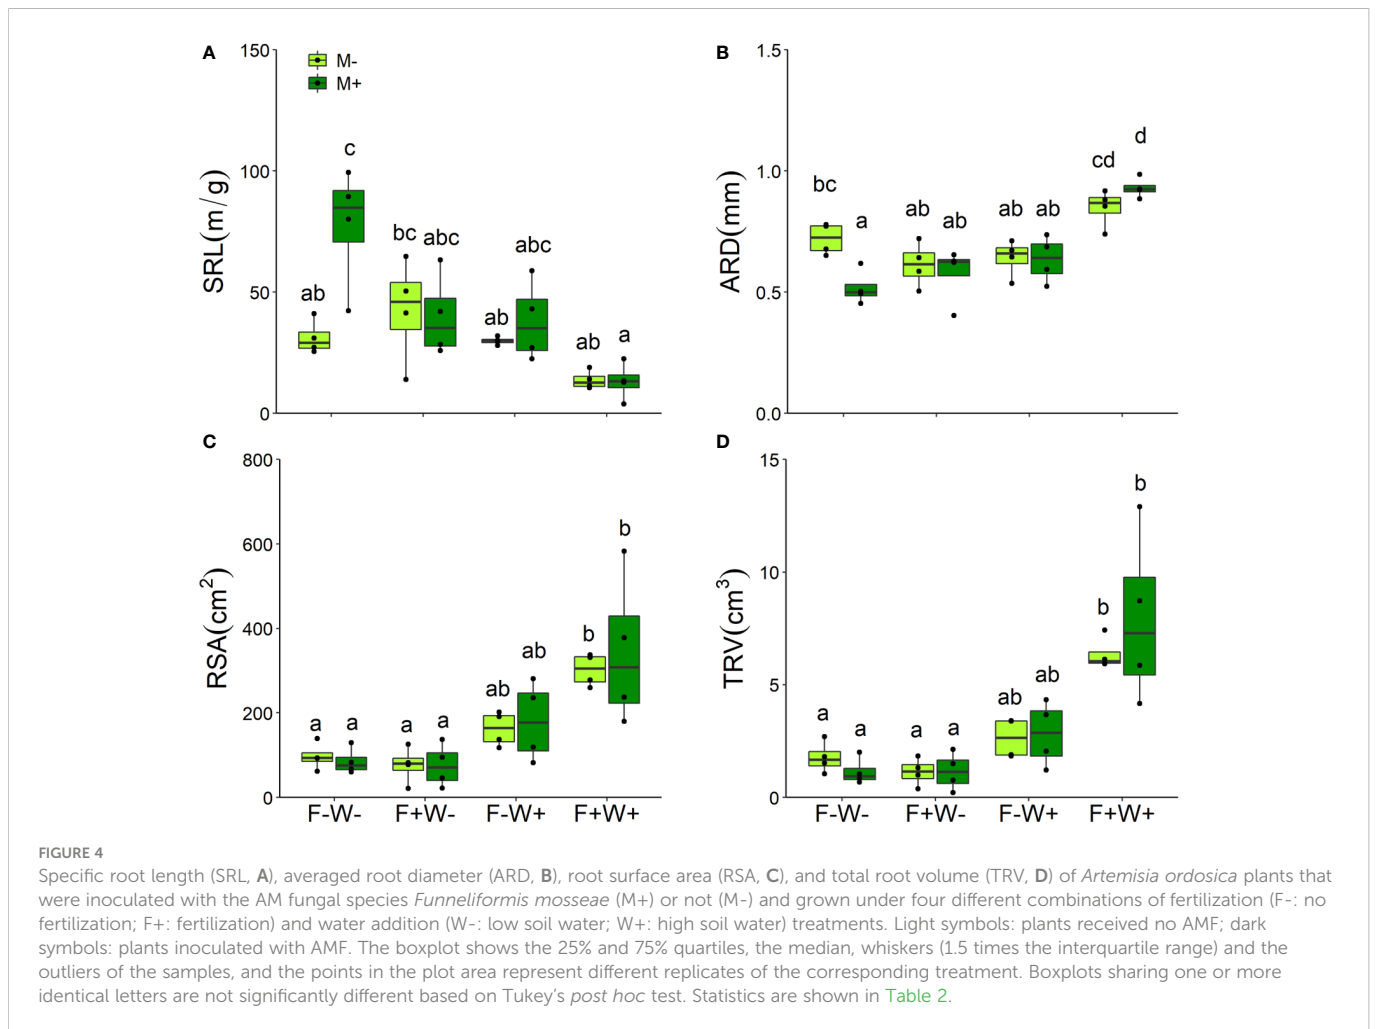 A
B
150
100
50
0
SRL(m/g)
M-
M+
ab
c
bc
abc
ab
abc
ab
a
1.5
1.0
0.5
0.0
ARD(mm)
bc
a
ab
ab
ab
ab
cd
d
C
D
800
600
400
200
0
RSA(cm2)
a
a
a
a
ab
ab
b
b
F-W-
F+W-
F-W+
F+W+
15
10
5
0
TRV(cm3)
a
a
a
a
ab
ab
b
b
F-W-
F+W-
F-W+
F+W+
FIGURE 4
Specific root length (SRL, A), averaged root diameter (ARD, B), root surface area (RSA, C), and total root volume (TRV, D) of Artemisia ordosica plants that
were inoculated with the AM fungal species Funneliformis mosseae (M+) or not (M-) and grown under four different combinations of fertilization (F-: no
fertilization; F+: fertilization) and water addition (W-: low soil water; W+: high soil water) treatments. Light symbols: plants received no AMF; dark
symbols: plants inoculated with AMF. The boxplot shows the 25% and 75% quartiles, the median, whiskers (1.5 times the interquartile range) and the
outliers of the samples, and the points in the plot area represent different replicates of the corresponding treatment. Boxplots sharing one or more
identical letters are not significantly different based on Tukey's post hoc test. Statistics are shown in Table 2.